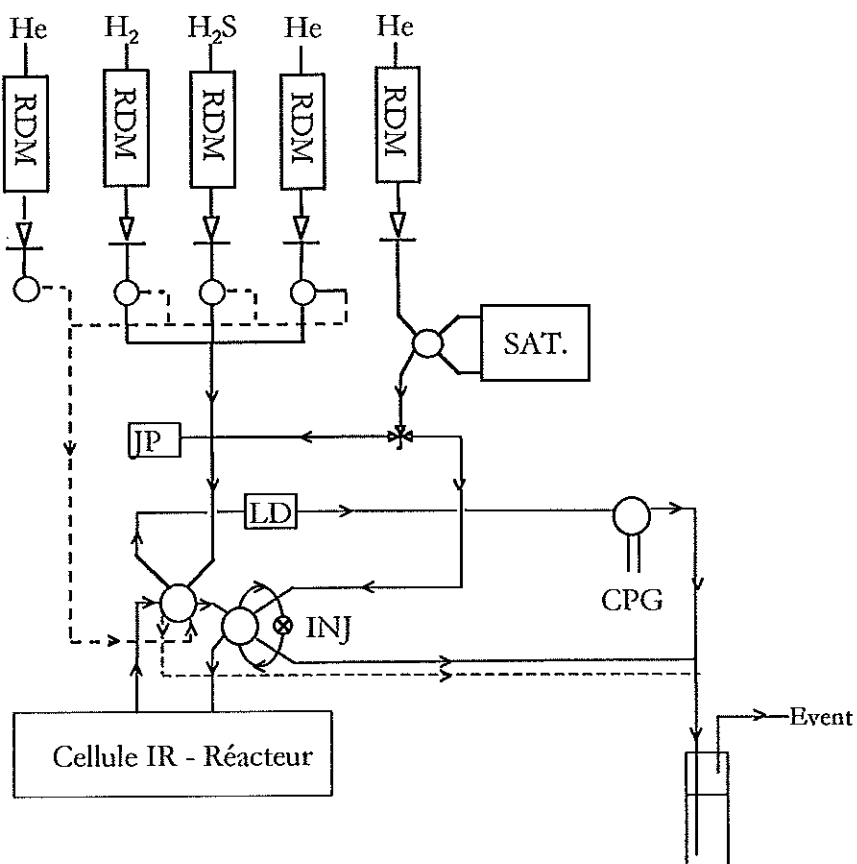 He
H₂
H₂S
He
He
RDM
RDM
RDM
RDM
RDM
SAT.
JP
LD
CPG
INJ
Event
Cellule IR - Réacteur